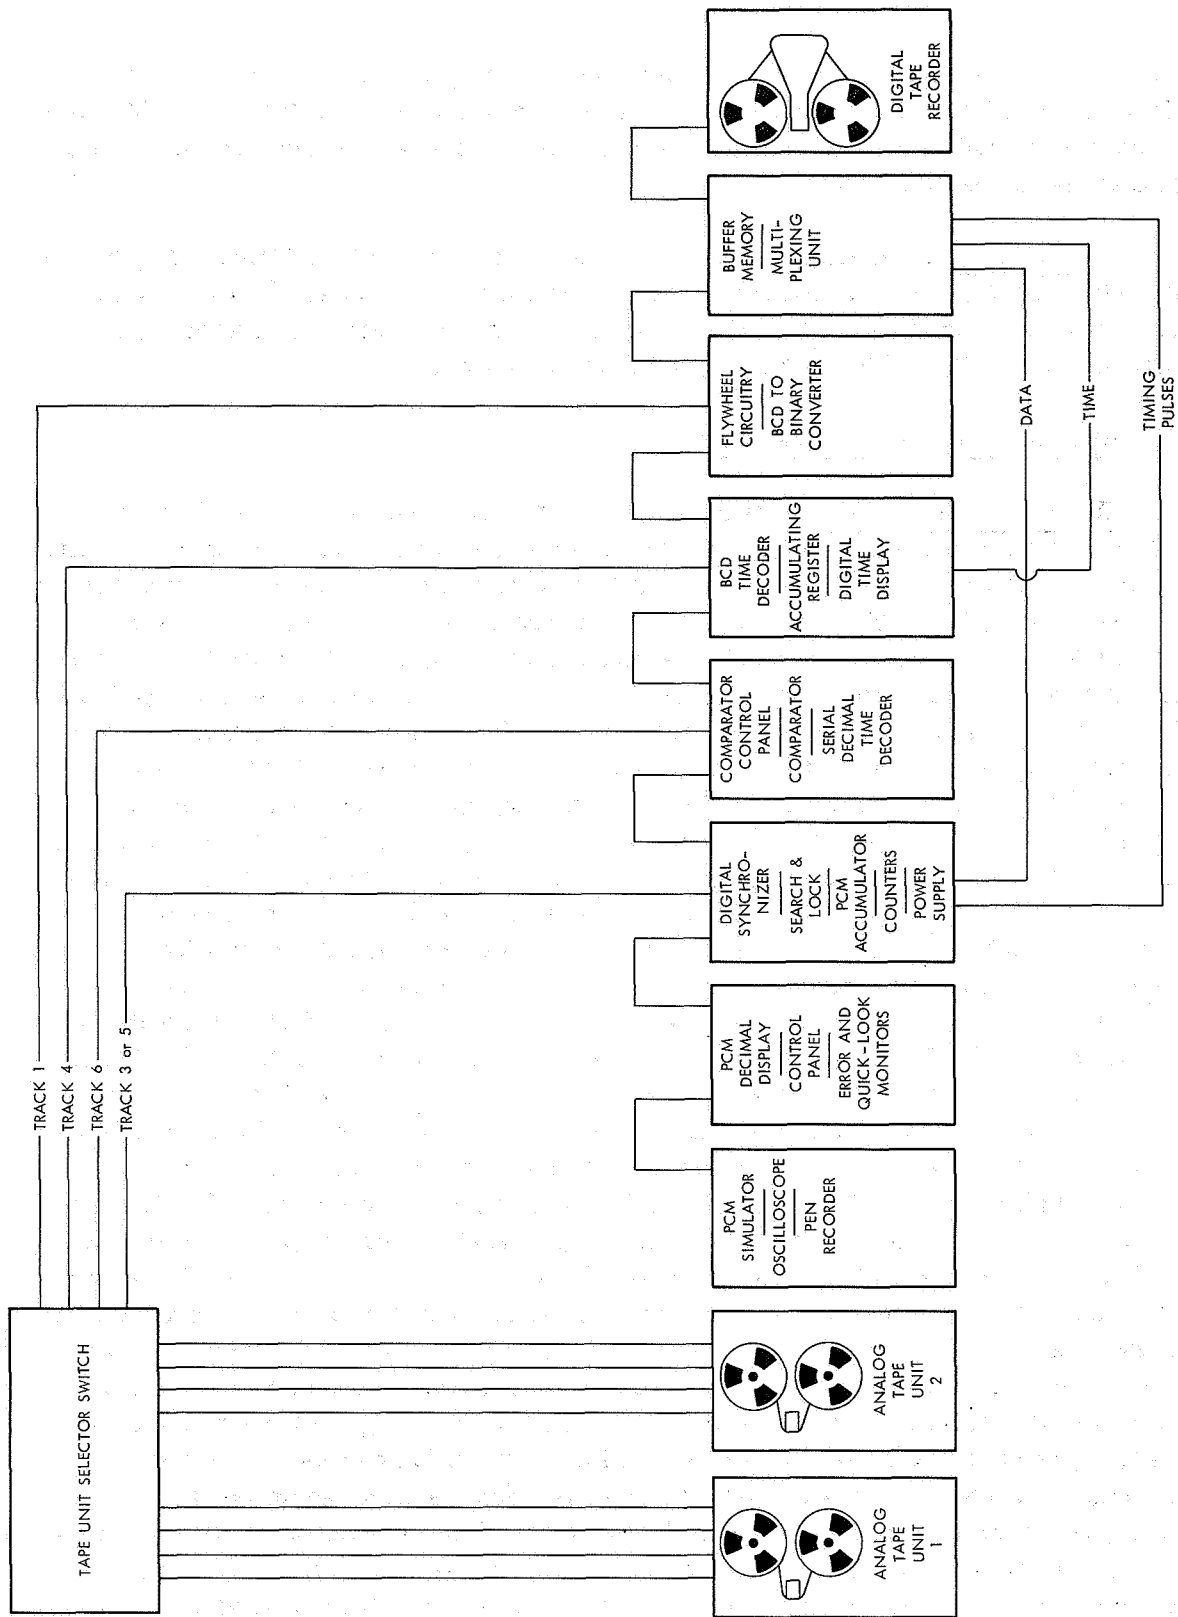 TAPE UNIT SELECTOR SWITCH
TRACK 1
TRACK 4
TRACK 6
TRACK 3 or 5
ANALOG
TAPE
UNIT
1
ANALOG
TAPE
UNIT
2
PCM
SIMULATOR
OSCILLOSCOPE
PEN
RECORDER
PCM
DECIMAL
DISPLAY
CONTROL
PANEL
ERROR AND
QUICK-LOOK
MONITORS
DIGITAL
SYNCHRO-
NIZER
SEARCH &
LOCK
PCM
ACCUMULATOR
COUNTERS
POWER
SUPPLY
COMPARATOR
CONTROL
PANEL
COMPARATOR
SERIAL
DECIMAL
TIME
DECODER
BCD
TIME
DECODER
ACCUMULATING
REGISTER
DIGITAL
TIME
DISPLAY
FLYWHEEL
CIRCUITRY
BCD TO
BINARY
CONVERTER
BUFFER
MEMORY
MULTI-
PLEXING
UNIT
DIGITAL
TAPE
RECORDER
DATA
TIME
TIMING
PULSES